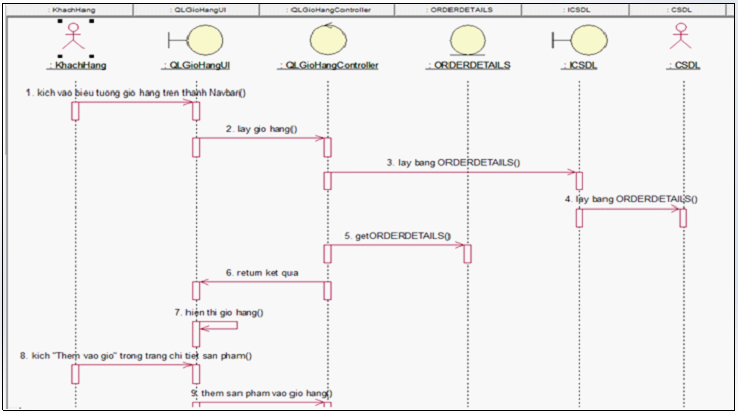 : KhachHang
: QLGioHangUI
: QLGioHangController
: ORDERDETAILS
: ICSDL
: CSDL
: KhachHang
: QLGioHangUI
: QLGioHangController
: ORDERDETAILS
: ICSDL
: CSDL
1. kich vao bieu tuong gio hang tren thanh Navbar()
2. lay gio hang()
3. lay bang ORDERDETAILS()
4. lay bang ORDERDETAILS()
5. getORDERDETAILS()
6. return ket qua
7. hien thi gio hang()
8. kich "Them vao gio" trong trang chi tiet san pham()
9. them san pham vao gio hang()